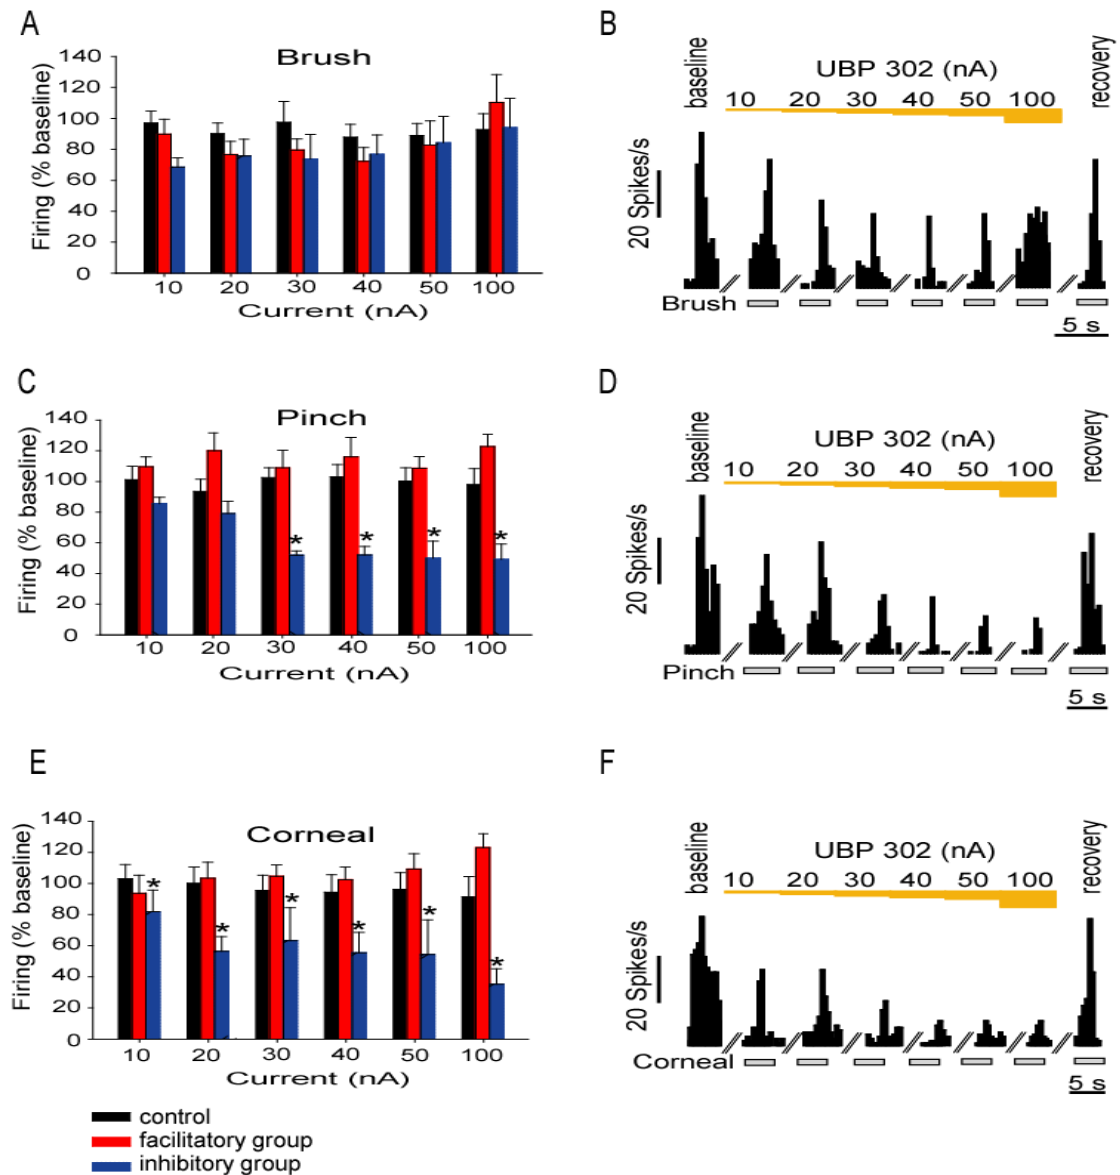 A
Brush
Firing (% baseline)
140
120
100
80
60
40
20
0
10 20 30 40 50 100
Current (nA)
B
baseline
UBP 302 (nA)
recovery
10 20 30 40 50 100
20 Spikes/s
Brush
5 s
C
Pinch
Firing (% baseline)
140
120
100
80
60
40
20
0
* * * *
10 20 30 40 50 100
Current (nA)
D
baseline
UBP 302 (nA)
recovery
10 20 30 40 50 100
20 Spikes/s
Pinch
5 s
E
Corneal
Firing (% baseline)
140
120
100
80
60
40
20
0
* * * * * *
10 20 30 40 50 100
Current (nA)
F
baseline
UBP 302 (nA)
recovery
10 20 30 40 50 100
20 Spikes/s
Corneal
5 s
control
facilitatory group
inhibitory group